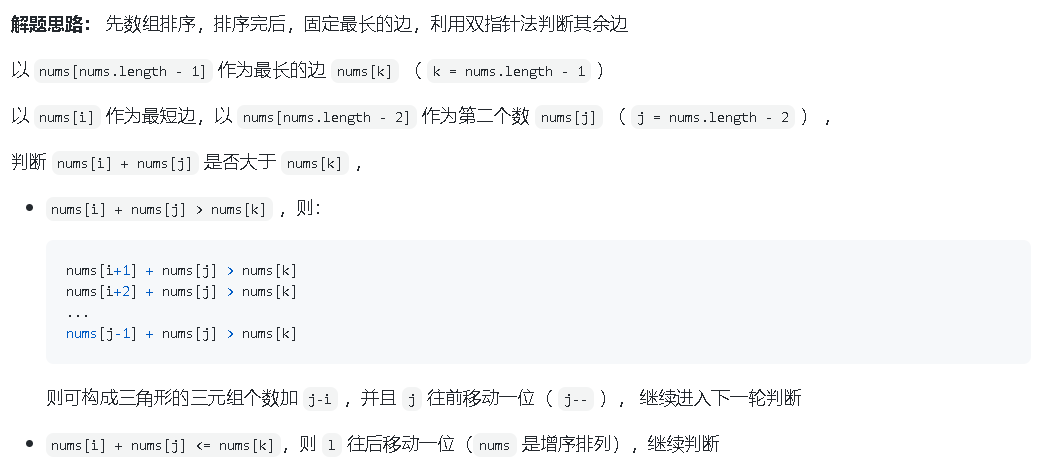 解题思路： 先数组排序，排序完后，固定最长的边，利用双指针法判断其余边
以 nums[nums.length - 1] 作为最长的边 nums[k] （ k = nums.length - 1 ）
以 nums[i] 作为最短边，以 nums[nums.length - 2] 作为第二个数 nums[j] （ j = nums.length - 2 ） ，
判断 nums[i] + nums[j] 是否大于 nums[k] ，
• nums[i] + nums[j] > nums[k] ，则：
nums[i+1] + nums[j] > nums[k]
nums[i+2] + nums[j] > nums[k]
...
nums[j-1] + nums[j] > nums[k]
则可构成三角形的三元组个数加 j-i ，并且 j 往前移动一位（ j-- ）， 继续进入下一轮判断
• nums[i] + nums[j] <= nums[k]，则 l 往后移动一位（nums 是增序排列），继续判断